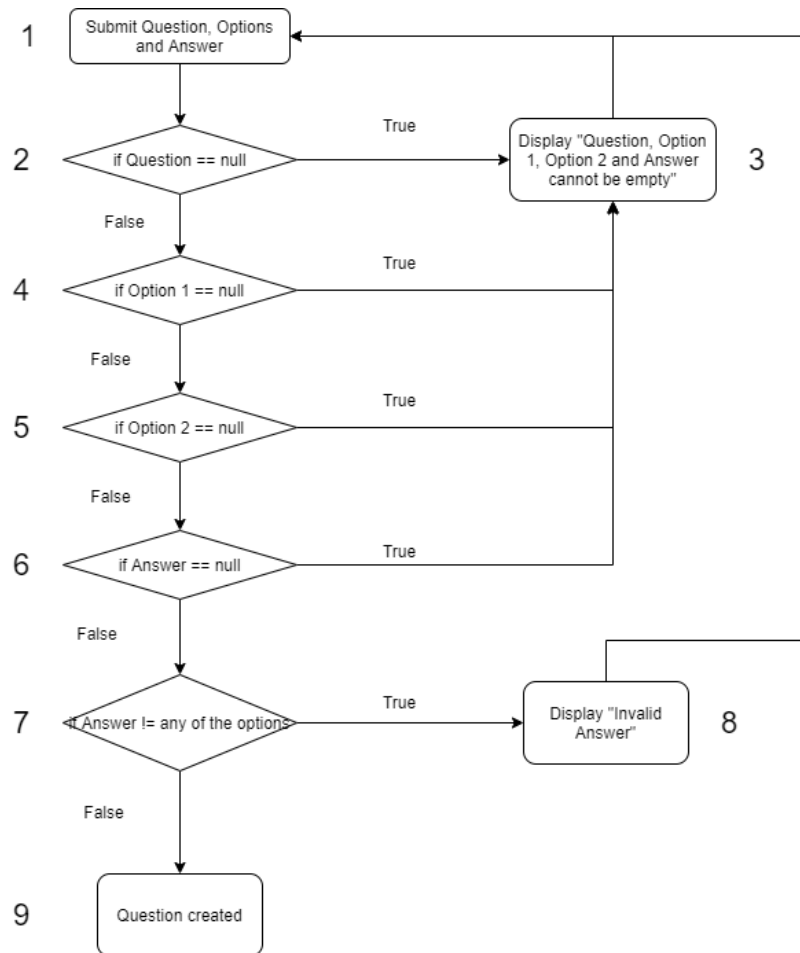 1
Submit Question, Options
and Answer
2
if Question == null
True
Display "Question, Option
1, Option 2 and Answer
cannot be empty"
3
False
4
if Option 1 == null
True
False
5
if Option 2 == null
True
False
6
if Answer == null
True
False
7
if Answer != any of the options
True
Display "Invalid
Answer"
8
False
9
Question created